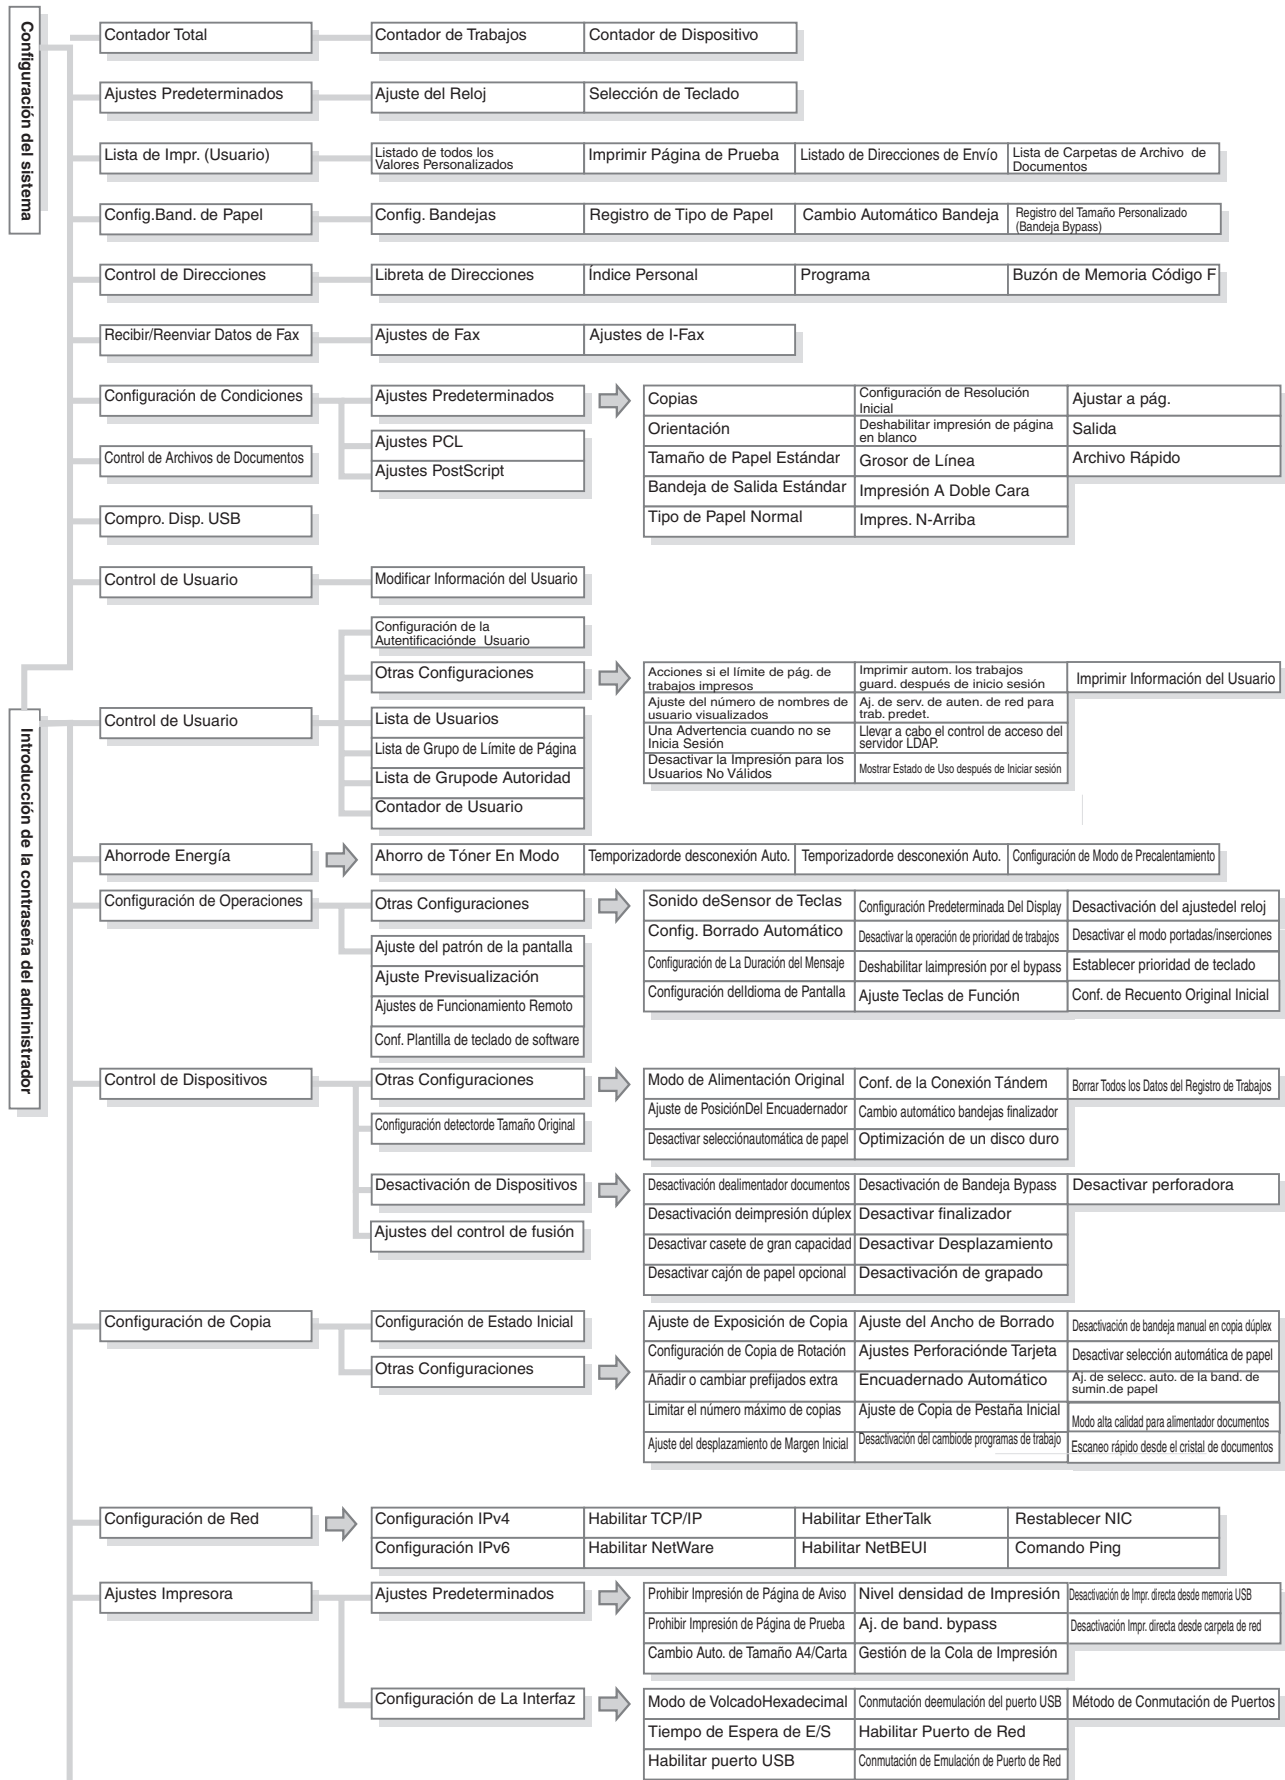 Configuración del sistema
Contador Total
Contador de Trabajos
Contador de Dispositivo
Ajustes Predeterminados
Ajuste del Reloj
Selección de Teclado
Lista de Impr. (Usuario)
Listado de todos los
Valores Personalizados
Imprimir Página de Prueba
Listado de Direcciones de Envío
Lista de Carpetas de Archivo de
Documentos
Config.Band. de Papel
Config. Bandejas
Registro de Tipo de Papel
Cambio Automático Bandeja
Registro del Tamaño Personalizado
(Bandeja Bypass)
Control de Direcciones
Libreta de Direcciones
Índice Personal
Programa
Buzón de Memoria Código F
Recibir/Reenviar Datos de Fax
Ajustes de Fax
Ajustes de I-Fax
Configuración de Condiciones
Ajustes Predeterminados
Copias
Configuración de Resolución
Inicial
Ajustar a pág.
Orientación
Deshabilitar impresión de página
en blanco
Salida
Ajustes PCL
Control de Archivos de Documentos
Tamaño de Papel Estándar
Grosor de Línea
Archivo Rápido
Ajustes PostScript
Bandeja de Salida Estándar
Impresión A Doble Cara
Compro. Disp. USB
Tipo de Papel Normal
Impres. N-Arriba
Control de Usuario
Modificar Información del Usuario
Introducción de la contraseña del administrador
Control de Usuario
Configuración de la
Autentificaciónde Usuario
Otras Configuraciones
Acciones si el límite de pág. de
trabajos impresos
Imprimir autom. los trabajos
guard. después de inicio sesión
Imprimir Información del Usuario
Ajuste del número de nombres de
usuario visualizados
Aj. de serv. de auten. de red para
trab. predet.
Una Advertencia cuando no se
Inicia Sesión
Llevar a cabo el control de acceso del
servidor LDAP.
Desactivar la Impresión para los
Usuarios No Válidos
Mostrar Estado de Uso después de Iniciar sesión
Lista de Usuarios
Lista de Grupo de Límite de Página
Lista de Grupode Autoridad
Contador de Usuario
Ahorrode Energía
Ahorro de Tóner En Modo
Temporizadorde desconexión Auto.
Temporizadorde desconexión Auto.
Configuración de Modo de Precalentamiento
Configuración de Operaciones
Otras Configuraciones
Sonido deSensor de Teclas
Configuración Predeterminada Del Display
Desactivación del ajustedel reloj
Config. Borrado Automático
Desactivar la operación de prioridad de trabajos
Desactivar el modo portadas/inserciones
Configuración de La Duración del Mensaje
Deshabilitar laimpresión por el bypass
Establecer prioridad de teclado
Configuración delIdioma de Pantalla
Ajuste Teclas de Función
Conf. de Recuento Original Inicial
Ajuste del patrón de la pantalla
Ajuste Previsualización
Ajustes de Funcionamiento Remoto
Conf. Plantilla de teclado de software
Control de Dispositivos
Otras Configuraciones
Modo de Alimentación Original
Conf. de la Conexión Tándem
Borrar Todos los Datos del Registro de Trabajos
Ajuste de PosiciónDel Encuadernador
Cambio automático bandejas finalizador
Desactivar selecciónautomática de papel
Optimización de un disco duro
Configuración detectorde Tamaño Original
Desactivación de Dispositivos
Desactivación dealimentador documentos
Desactivación de Bandeja Bypass
Desactivar perforadora
Desactivación deimpresión dúplex
Desactivar finalizador
Desactivar casete de gran capacidad
Desactivar Desplazamiento
Desactivar cajón de papel opcional
Desactivación de grapado
Ajustes del control de fusión
Configuración de Copia
Configuración de Estado Inicial
Otras Configuraciones
Ajuste de Exposición de Copia
Ajuste del Ancho de Borrado
Desactivación de bandeja manual en copia dúplex
Configuración de Copia de Rotación
Ajustes Perforaciónde Tarjeta
Desactivar selección automática de papel
Añadir o cambiar prefijados extra
Encuadernado Automático
Aj. de selecc. auto. de la band. de
sumin.de papel
Limitar el número máximo de copias
Ajuste de Copia de Pestaña Inicial
Modo alta calidad para alimentador documentos
Ajuste del desplazamiento de Margen Inicial
Desactivación del cambiode programas de trabajo
Escaneo rápido desde el cristal de documentos
Configuración de Red
Configuración IPv4
Habilitar TCP/IP
Habilitar EtherTalk
Restablecer NIC
Configuración IPv6
Habilitar NetWare
Habilitar NetBEUI
Comando Ping
Ajustes Impresora
Ajustes Predeterminados
Prohibir Impresión de Página de Aviso
Nivel densidad de Impresión
Desactivación de Impr. directa desde memoria USB
Prohibir Impresión de Página de Prueba
Aj. de band. bypass
Desactivación Impr. directa desde carpeta de red
Cambio Auto. de Tamaño A4/Carta
Gestión de la Cola de Impresión
Configuración de La Interfaz
Modo de VolcadoHexadecimal
Conmutación deemulación del puerto USB
Método de Conmutación de Puertos
Tiempo de Espera de E/S
Habilitar Puerto de Red
Habilitar puerto USB
Conmutación de Emulación de Puerto de Red